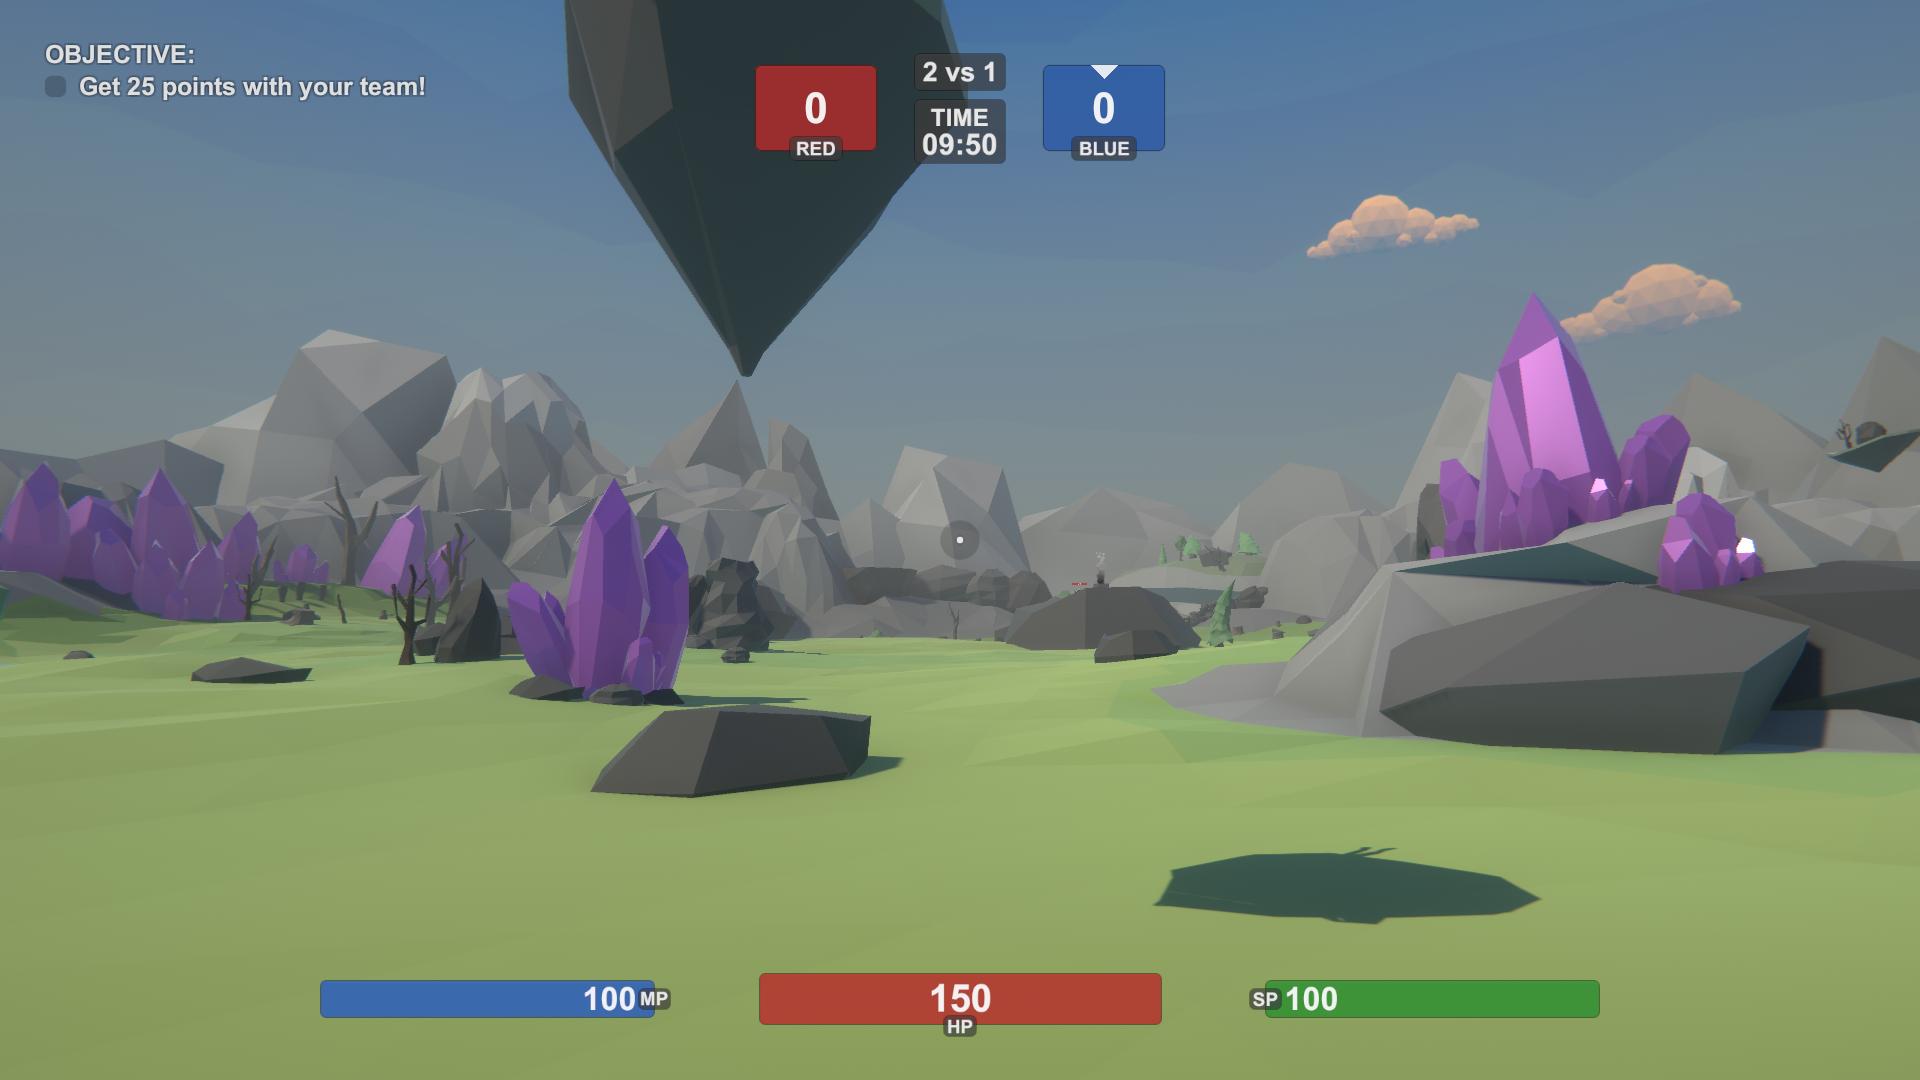 OBJECTIVE:
Get 25 points with your team!
0
RED
2 vs 1
TIME
09:50
0
BLUE
100 MP
150
HP
SP 100